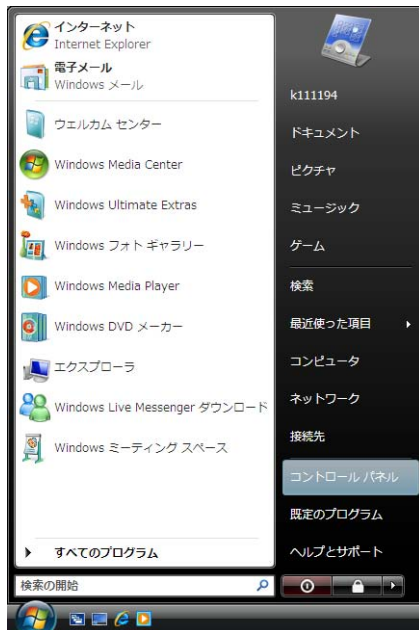 インターネット
Internet Explorer
電子メール
Windows メール
ウェルカム センター
Windows Media Center
Windows Ultimate Extras
Windows フォト ギャラリー
Windows Media Player
Windows DVD メーカー
エクスプローラ
Windows Live Messenger ダウンロード
Windows ミーティング スペース
すべてのプログラム
検索の開始
k111194
ドキュメント
ピクチャ
ミュージック
ゲーム
検索
最近使った項目
コンピュータ
ネットワーク
接続先
コントロール パネル
既定のプログラム
ヘルプとサポート